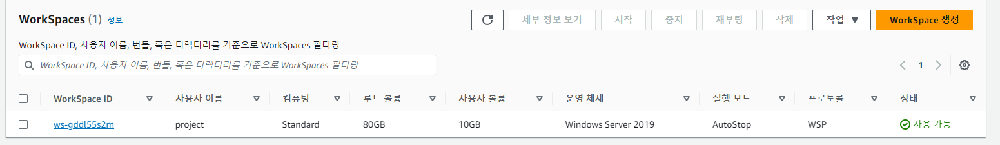 WorkSpaces (1) 정보
세부 정보 보기 시작 중지 재부팅 삭제 작업 WorkSpace 생성
WorkSpace ID, 사용자 이름, 번들, 혹은 디렉터리를 기준으로 WorkSpaces 필터링
WorkSpace ID, 사용자 이름, 번들, 혹은 디렉터리를 기준으로 WorkSpaces 필터링
1
WorkSpace ID 사용자 이름 컴퓨팅 루트 볼륨 사용자 볼륨 운영 체제 실행 모드 프로토콜 상태
ws-gddl55s2m project Standard 80GB 10GB Windows Server 2019 AutoStop WSP 사용 가능